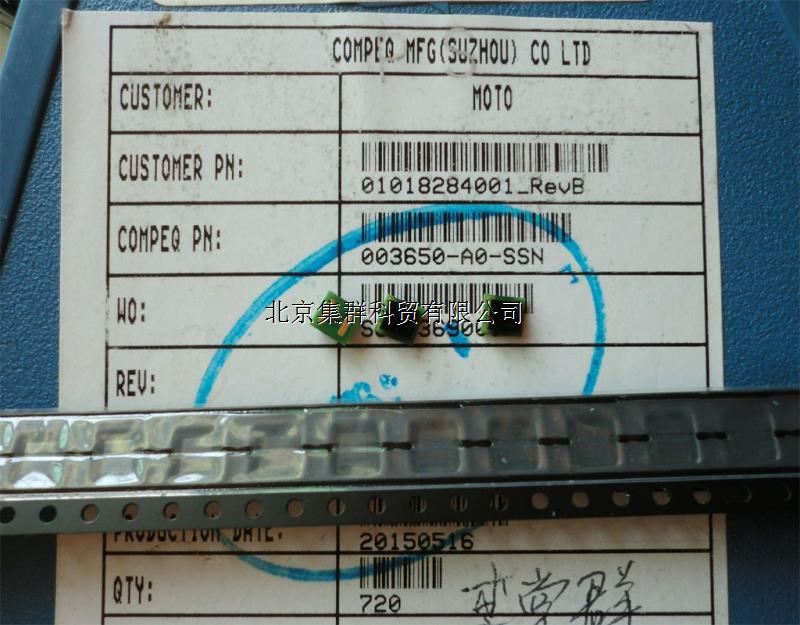 COMPEQ MFG(SUZHOU) CO LTD
CUSTOMER: MOTO
CUSTOMER PN:
01018284001_RevB
COMPEQ PN:
003650-A0-SSN
WO:
北京集群科贸有限公司
REV:
PRODUCTION DATE:
20150516
QTY:
720